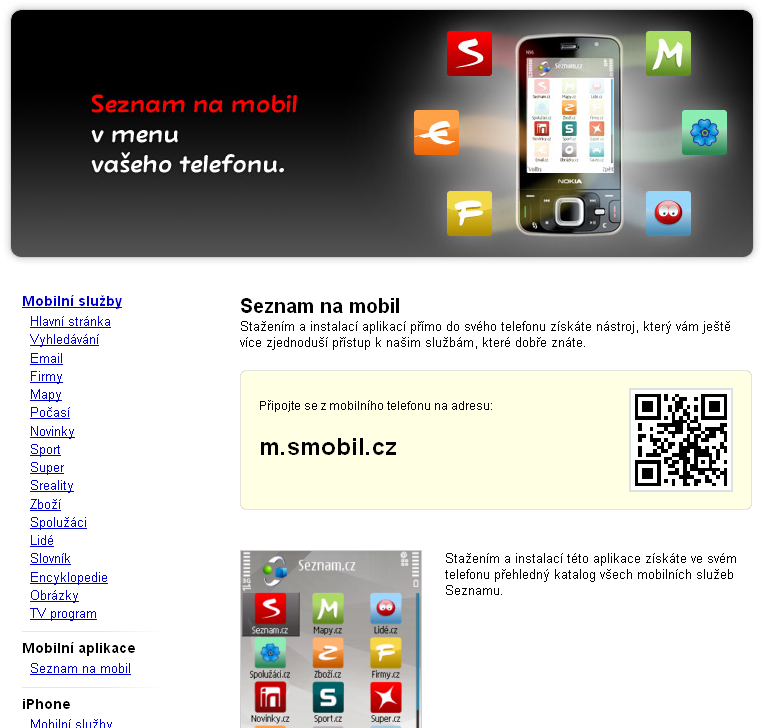 Seznam na mobil
v menu
vašeho telefonu.
Seznam.cz
NOKIA
Mobilní služby
Hlavní stránka
Vyhledávání
Email
Firmy
Mapy
Počasí
Novinky
Sport
Super
Sreality
Zboží
Spolužáci
Lidé
Slovník
Encyklopedie
Obrázky
TV program
Mobilní aplikace
Seznam na mobil
iPhone
Mobilní služby
Seznam na mobil
Stažením a instalací aplikací přímo do svého telefonu získáte nástroj, který vám ještě
více zjednoduší přístup k našim službám, které dobře znáte.
Připojte se z mobilního telefonu na adresu:
m.smobil.cz
Seznam.cz
Seznam.cz Mapy.cz Lidé.cz
Spolužáci.cz Zboží.cz Firmy.cz
Novinky.cz Sport.cz Super.cz
Stažením a instalací této aplikace získáte ve svém
telefonu přehledný katalog všech mobilních služeb
Seznamu.